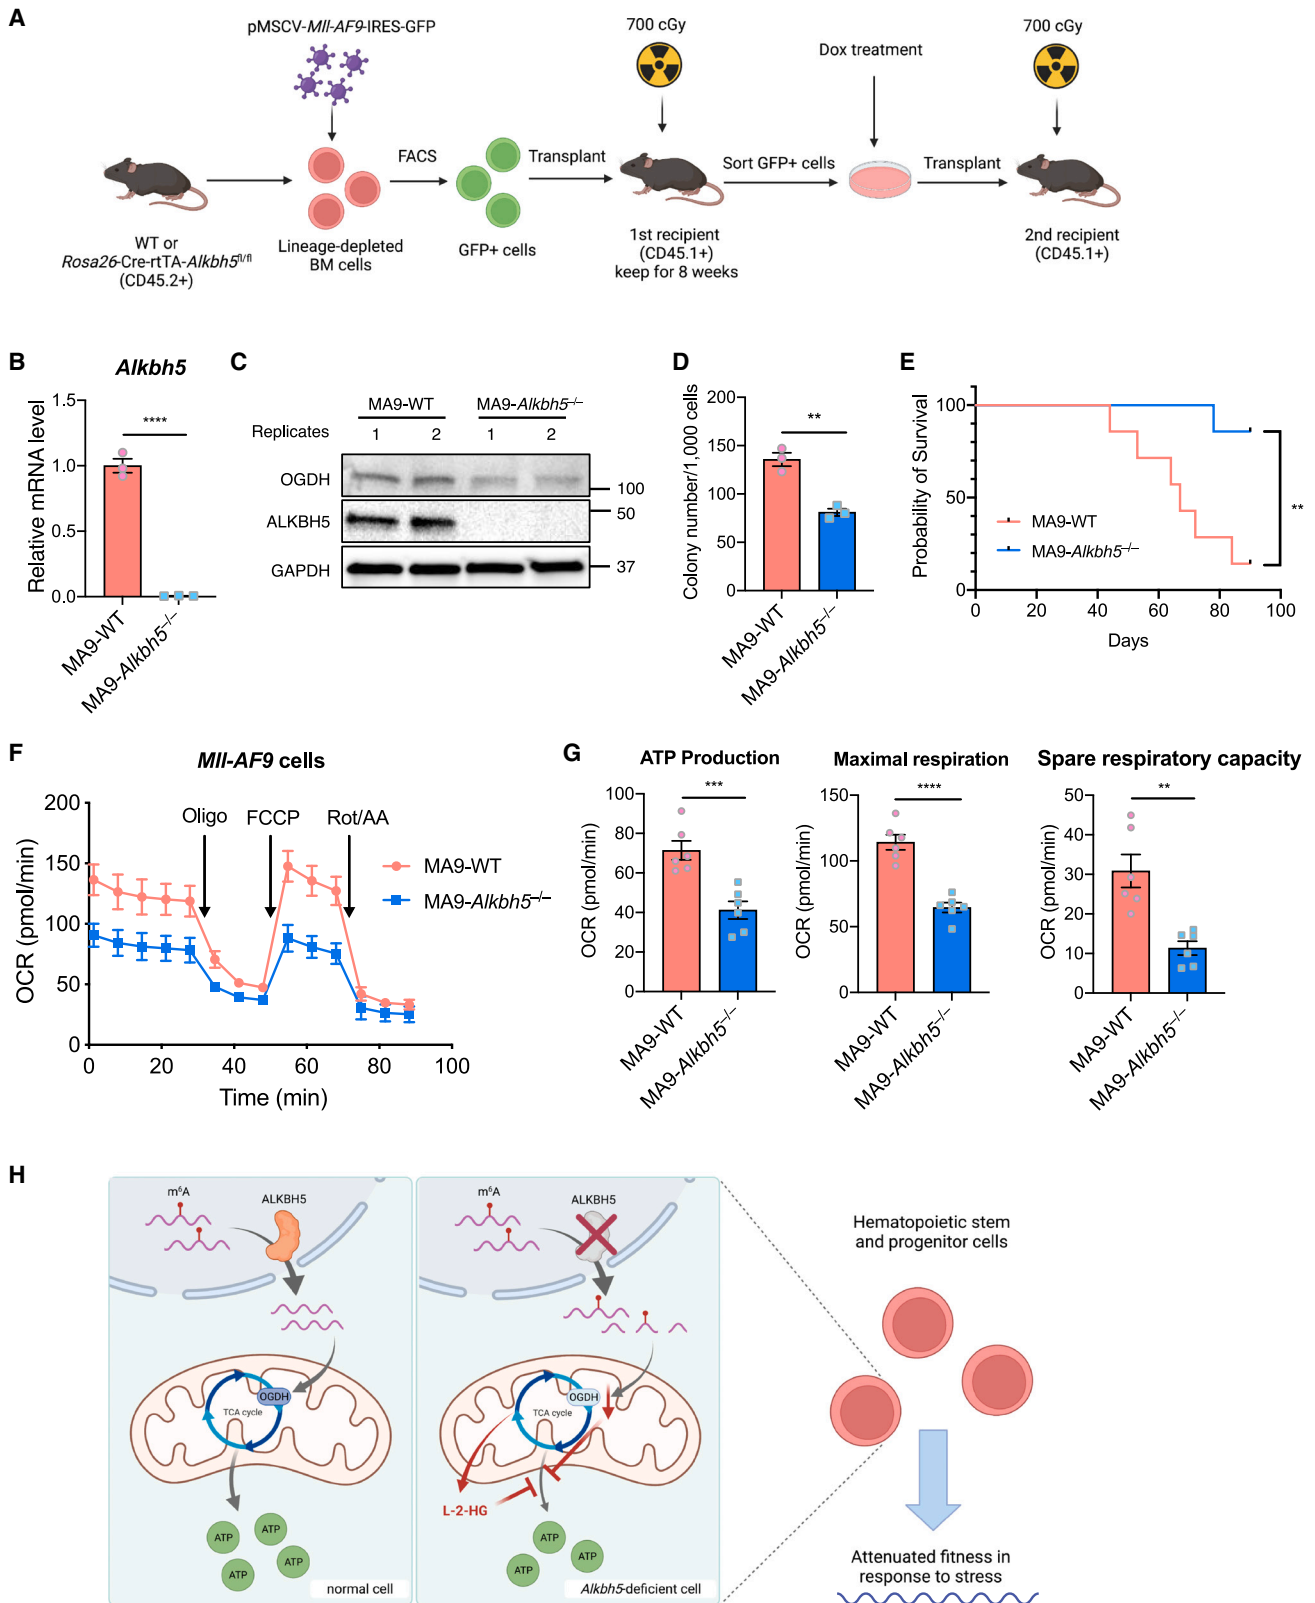 A
pMSCV-Mll-AF9-IRES-GFP
700 cGy
Dox treatment
700 cGy
FACS
Transplant
Sort GFP+ cells
Transplant
WT or
Rosa26-Cre-rtTA-Alkbh5fl/fl
(CD45.2+)
Lineage-depleted
BM cells
GFP+ cells
1st recipient
(CD45.1+)
keep for 8 weeks
2nd recipient
(CD45.1+)
B
Alkbh5
Relative mRNA level
1.5
1.0
0.5
0.0
****
MA9-WT
MA9-Alkbh5–/–
C
MA9-WT
MA9-Alkbh5–/–
Replicates
1
2
1
2
OGDH
100
ALKBH5
50
GAPDH
37
D
Colony number/1,000 cells
200
150
100
50
0
**
MA9-WT
MA9-Alkbh5–/–
E
Probability of Survival
100
50
0
MA9-WT
MA9-Alkbh5–/–
**
0
20
40
60
80
100
Days
F
Mll-AF9 cells
OCR (pmol/min)
200
150
100
50
0
Oligo
FCCP
Rot/AA
MA9-WT
MA9-Alkbh5–/–
0
20
40
60
80
100
Time (min)
G
ATP Production
OCR (pmol/min)
100
80
60
40
20
0
***
MA9-WT
MA9-Alkbh5–/–
Maximal respiration
OCR (pmol/min)
150
100
50
0
****
MA9-WT
MA9-Alkbh5–/–
Spare respiratory capacity
OCR (pmol/min)
50
40
30
20
10
0
**
MA9-WT
MA9-Alkbh5–/–
H
m6A
ALKBH5
OGDH
TCA cycle
ATP
ATP
ATP
ATP
normal cell
m6A
ALKBH5
OGDH
TCA cycle
L-2-HG
ATP
ATP
ATP
Alkbh5-deficient cell
Hematopoietic stem
and progenitor cells
Attenuated fitness in
response to stress